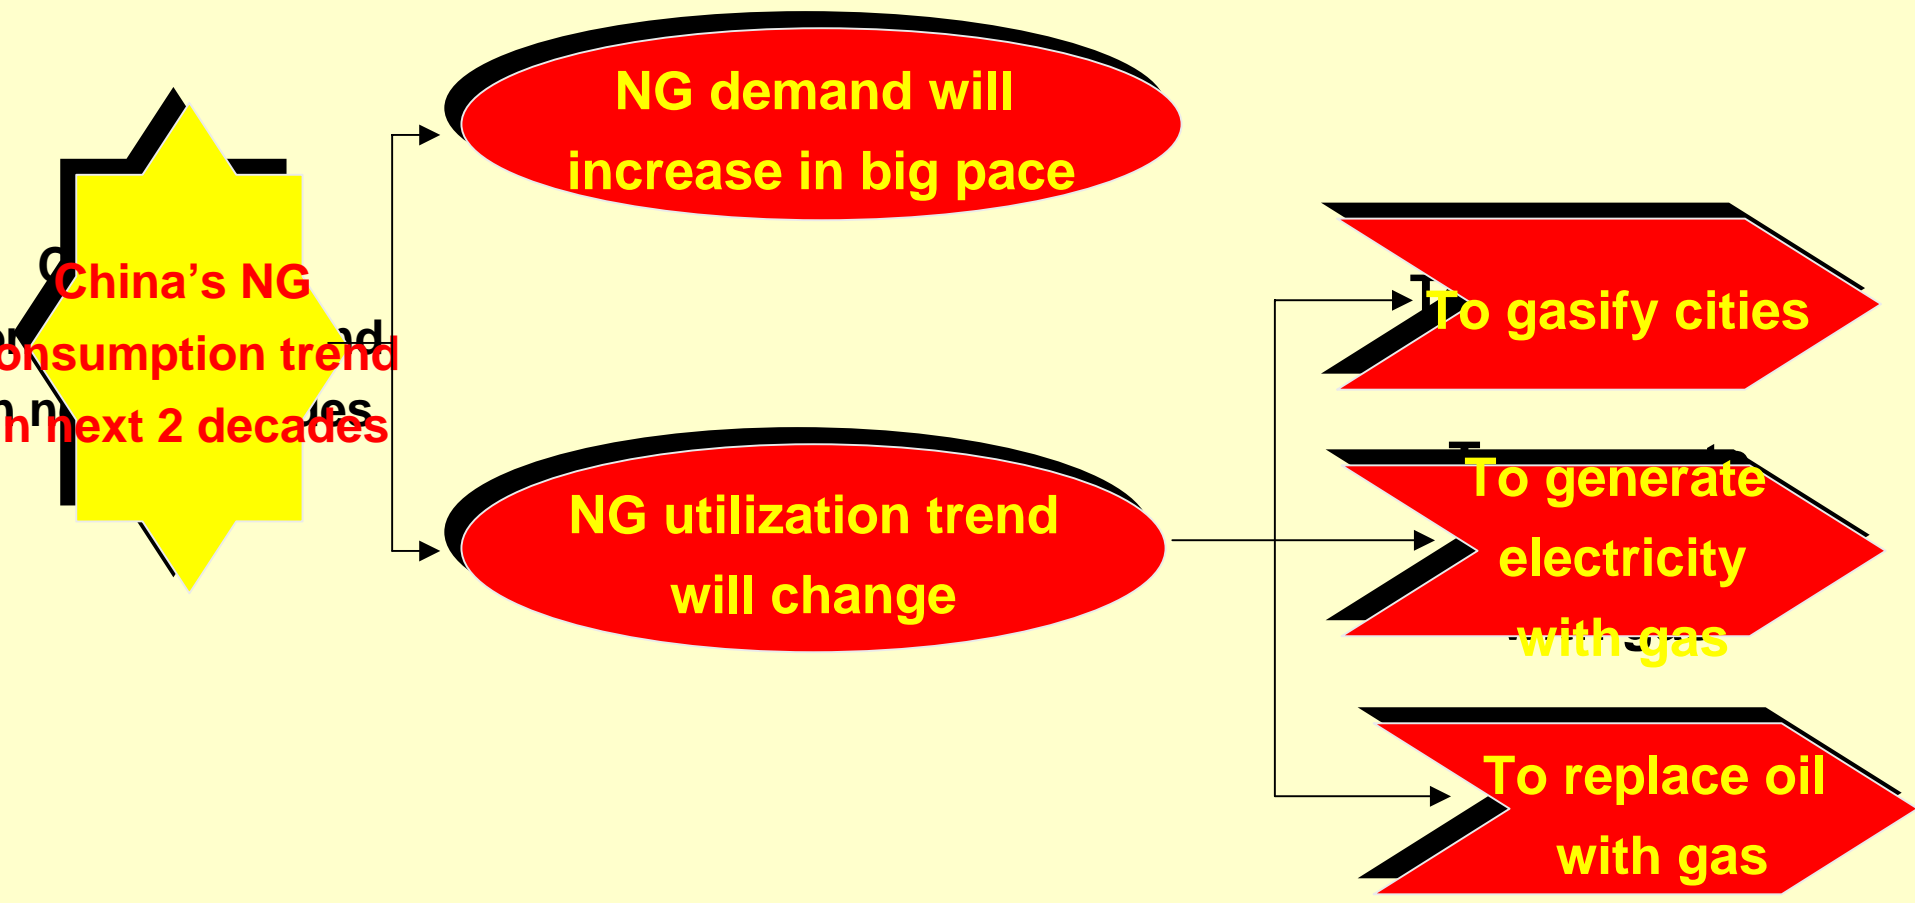 China's NG
onsumption trend
n next 2 decades
NG demand will
increase in big pace
NG utilization trend
will change
To gasify cities
To generate
electricity
with gas
To replace oil
with gas